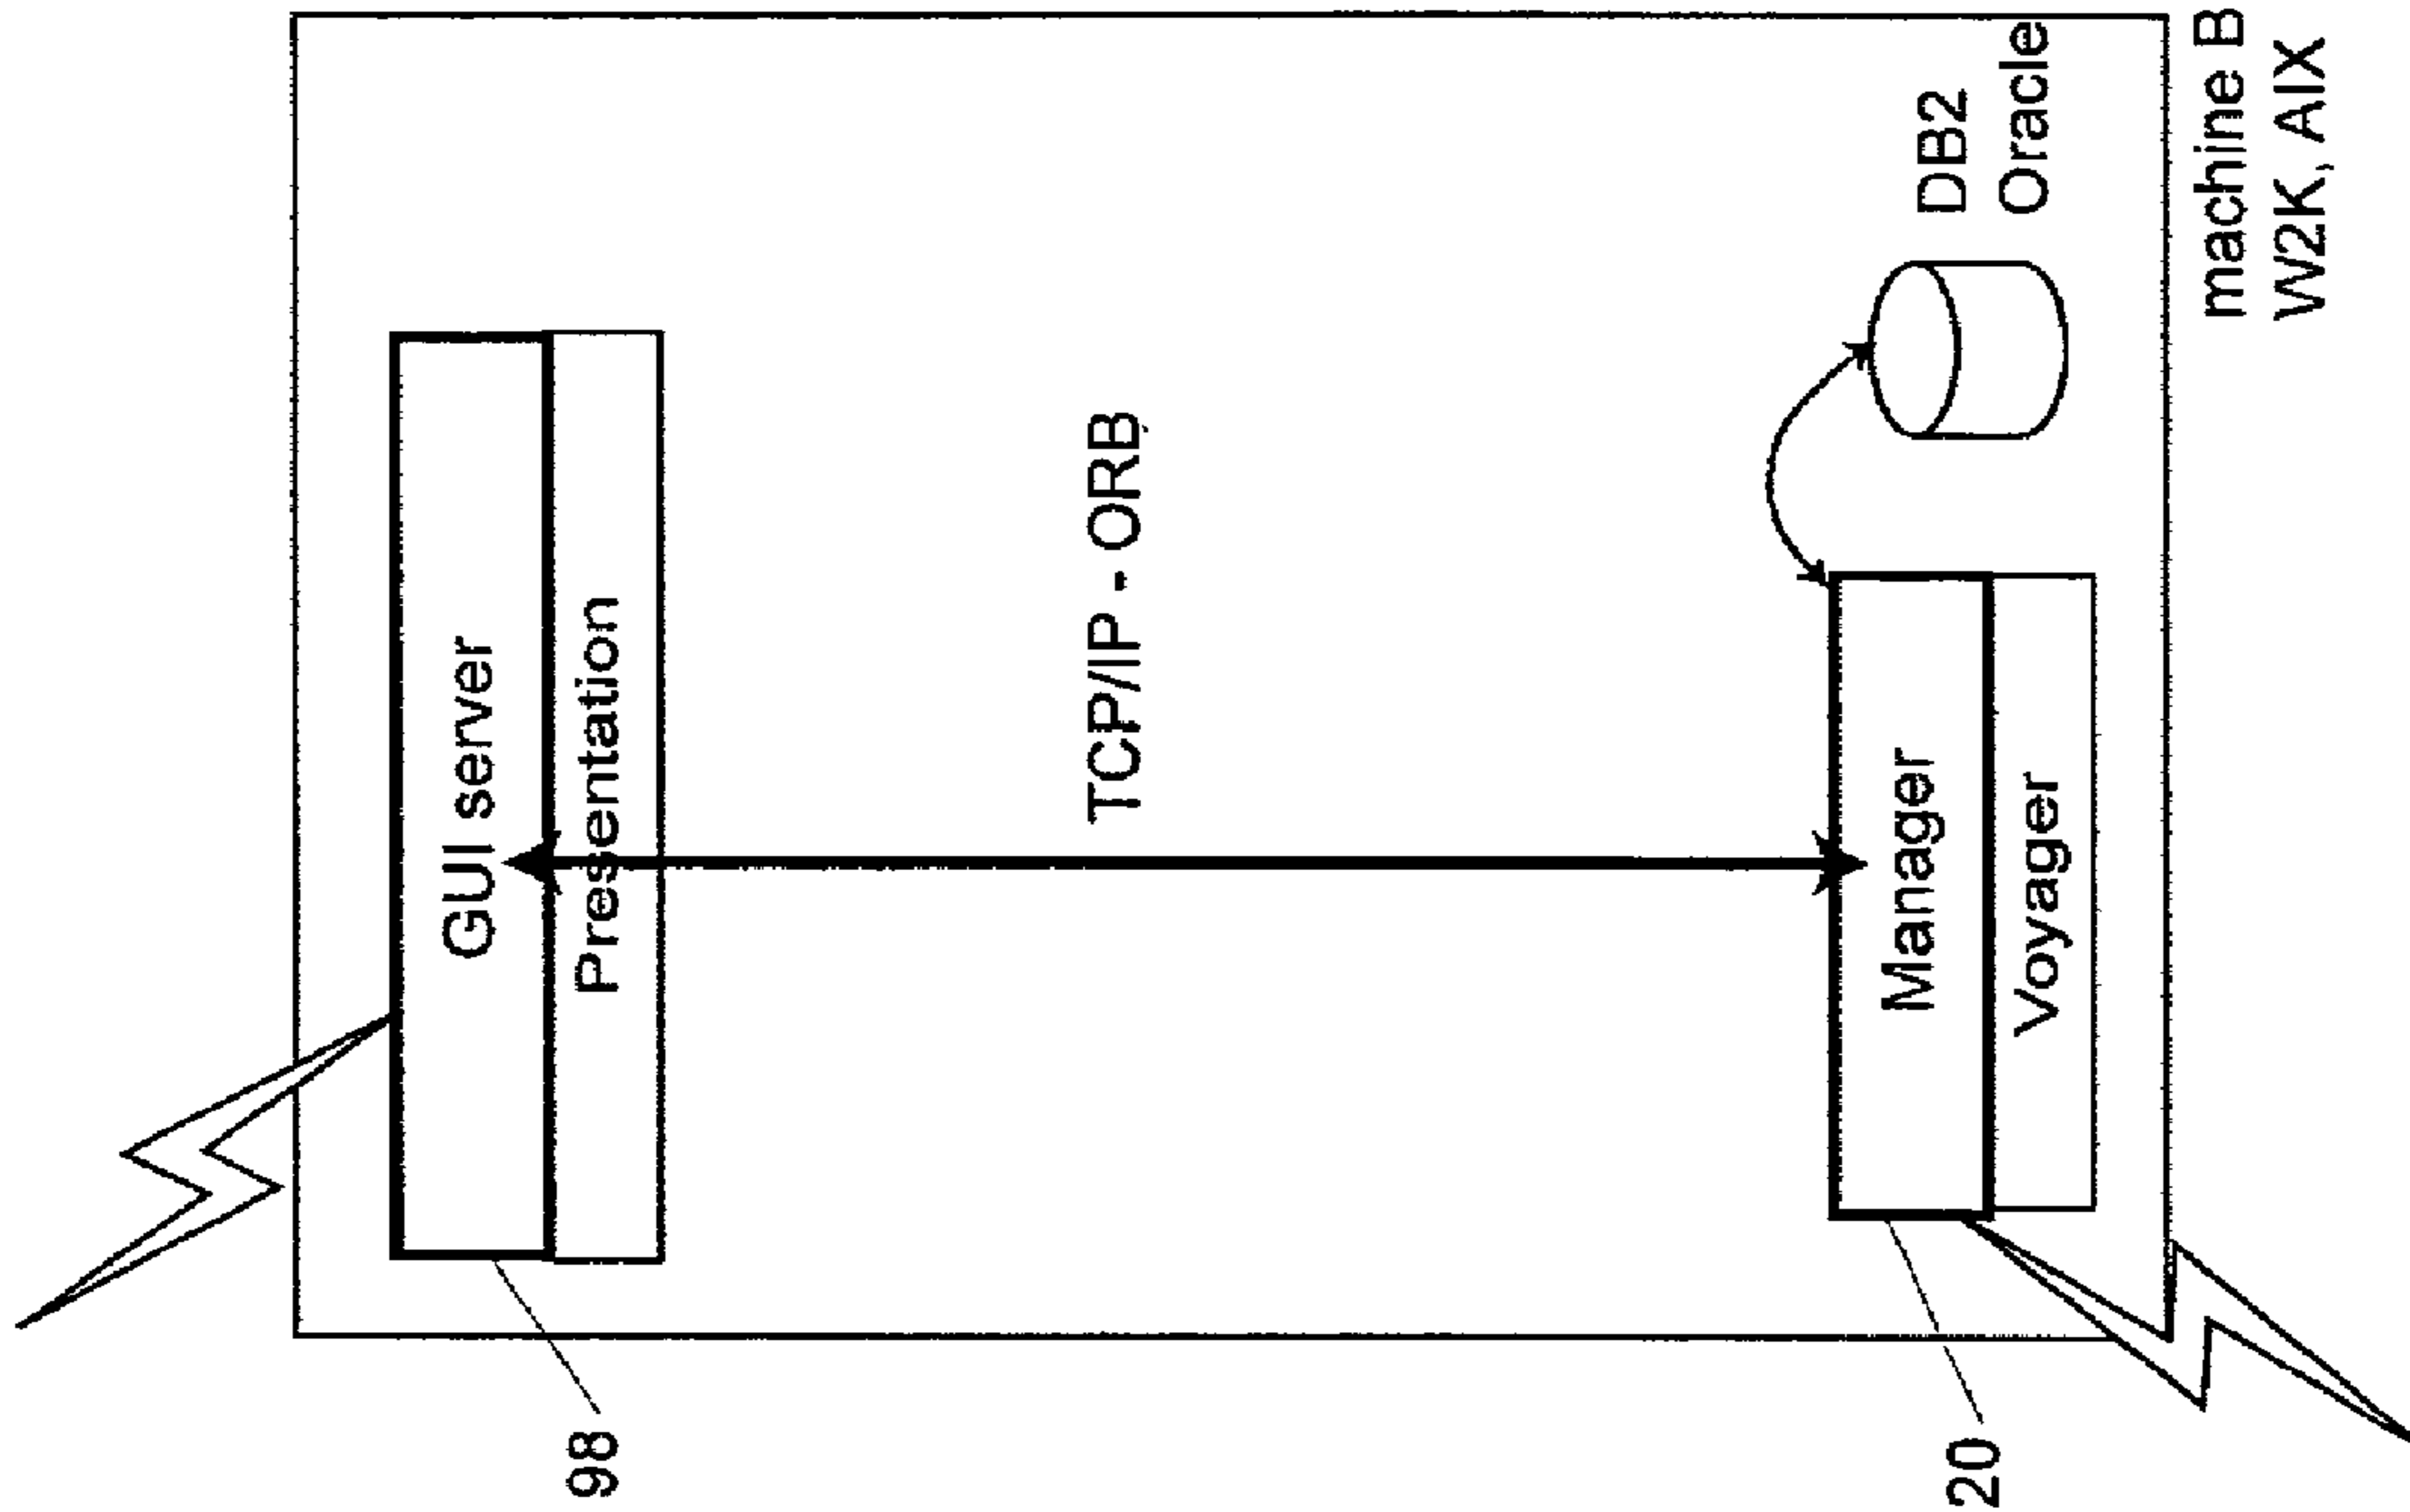 GUI server
Presentation
98
TCP/IP - ORB
Manager
Voyager
20
DB2
Oracle
machine B
W2K, AIX